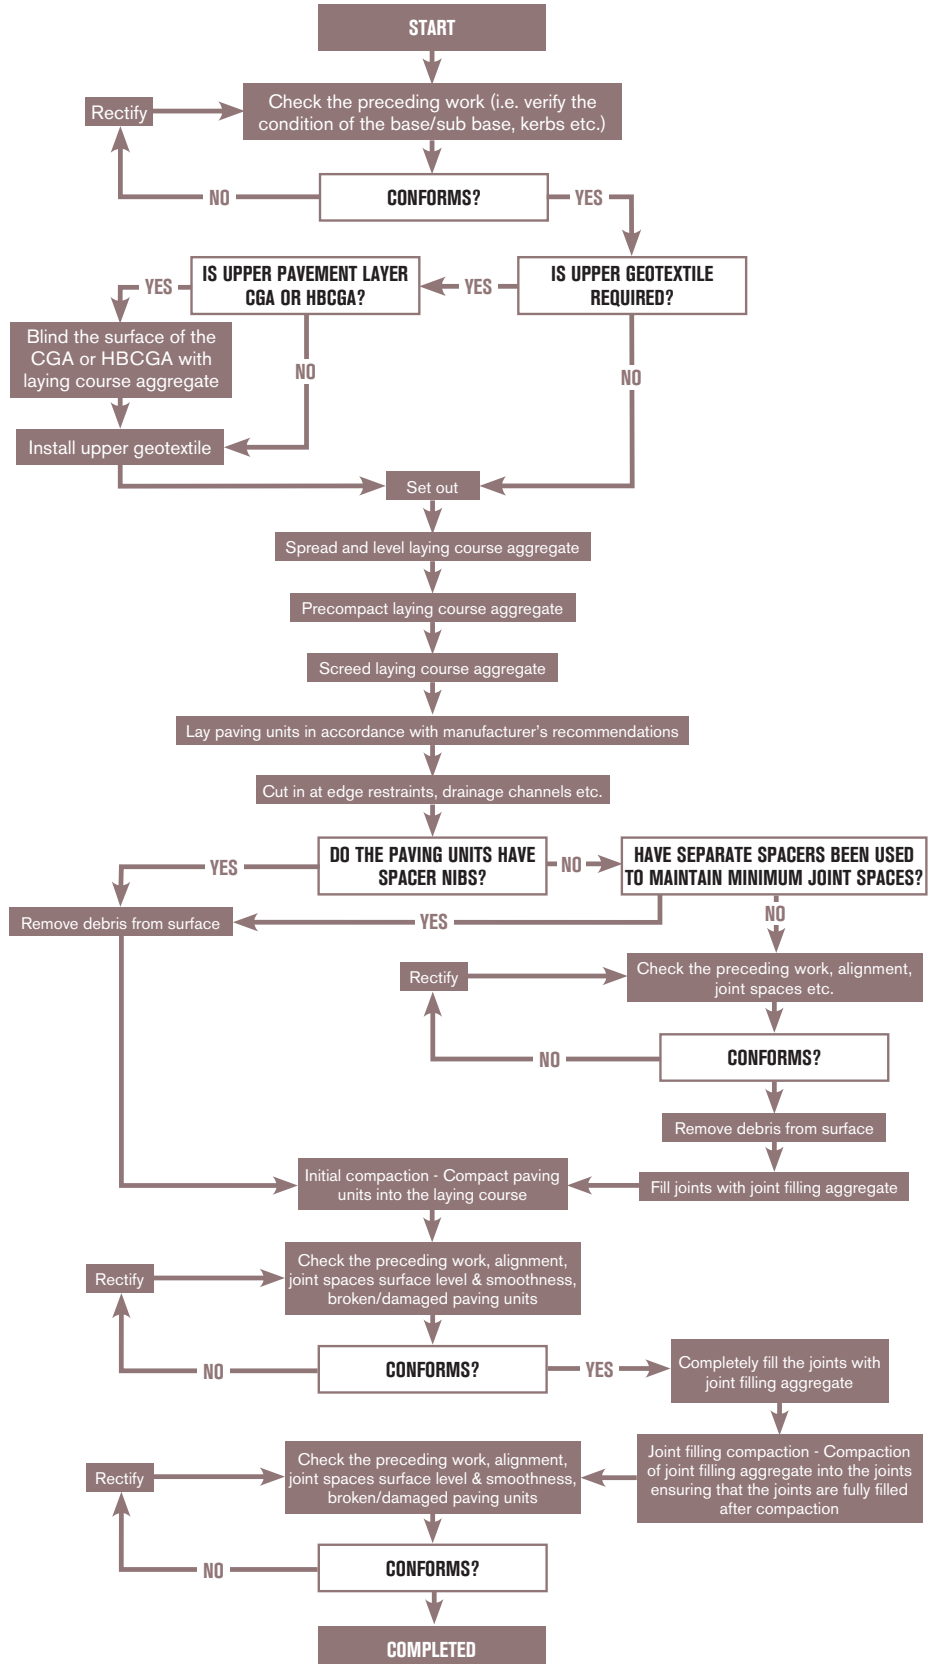 START
Check the preceding work (i.e. verify the
condition of the base/sub base, kerbs etc.)
Rectify
NO
CONFORMS?
YES
IS UPPER PAVEMENT LAYER
CGA OR HBCGA?
YES
IS UPPER GEOTEXTILE
REQUIRED?
YES
Blind the surface of the
CGA or HBCGA with
laying course aggregate
NO
NO
Install upper geotextile
Set out
Spread and level laying course aggregate
Precompact laying course aggregate
Screed laying course aggregate
Lay paving units in accordance with manufacturer's recommendations
Cut in at edge restraints, drainage channels etc.
DO THE PAVING UNITS HAVE
SPACER NIBS?
YES
NO
HAVE SEPARATE SPACERS BEEN USED
TO MAINTAIN MINIMUM JOINT SPACES?
Remove debris from surface
YES
NO
Rectify
Check the preceding work, alignment,
joint spaces etc.
NO
CONFORMS?
Remove debris from surface
Initial compaction - Compact paving
units into the laying course
Fill joints with joint filling aggregate
Rectify
Check the preceding work, alignment,
joint spaces surface level & smoothness,
broken/damaged paving units
NO
CONFORMS?
YES
Completely fill the joints with
joint filling aggregate
Rectify
Check the preceding work, alignment,
joint spaces surface level & smoothness,
broken/damaged paving units
Joint filling compaction - Compaction
of joint filling aggregate into the joints
ensuring that the joints are fully filled
after compaction
NO
CONFORMS?
COMPLETED